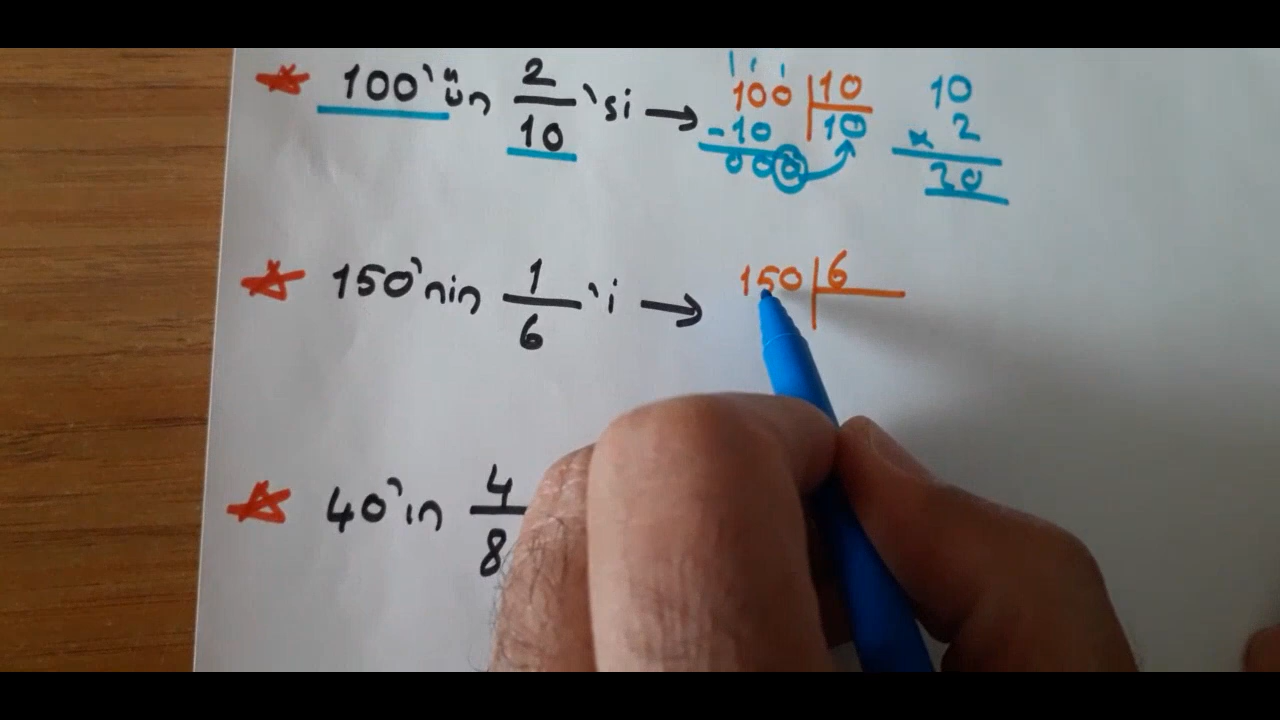 100'ün 2/10 'si → 100 | 10    10
-10 | 10    x 2
000    20
150'nin 1/6 'i → 150 | 6
40'ın 4/8